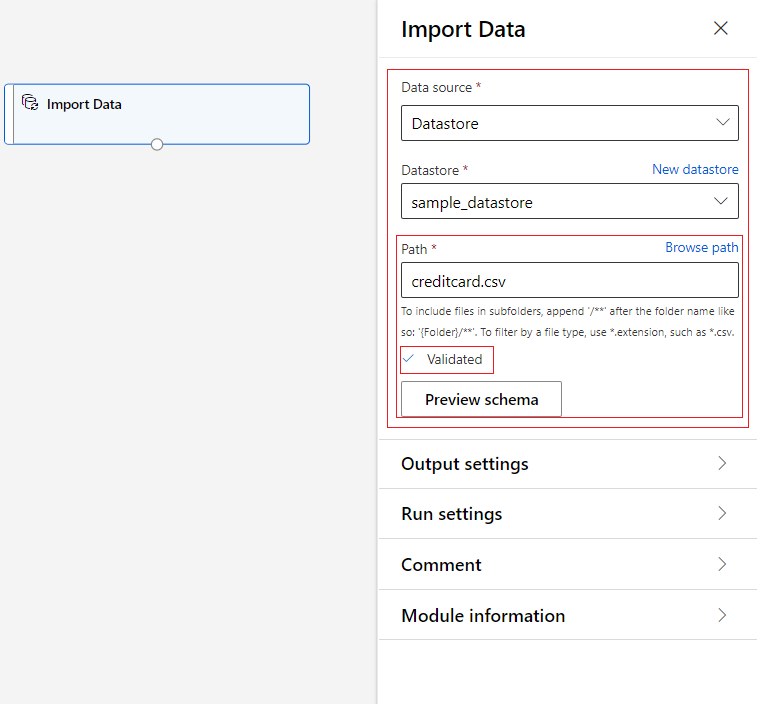 Import Data
Import Data
Data source *
Datastore
Datastore *
New datastore
sample_datastore
Path *
Browse path
creditcard.csv
To include files in subfolders, append '/**' after the folder name like
so: '{Folder}/**'. To filter by a file type, use *.extension, such as *.csv.
Validated
Preview schema
Output settings
Run settings
Comment
Module information